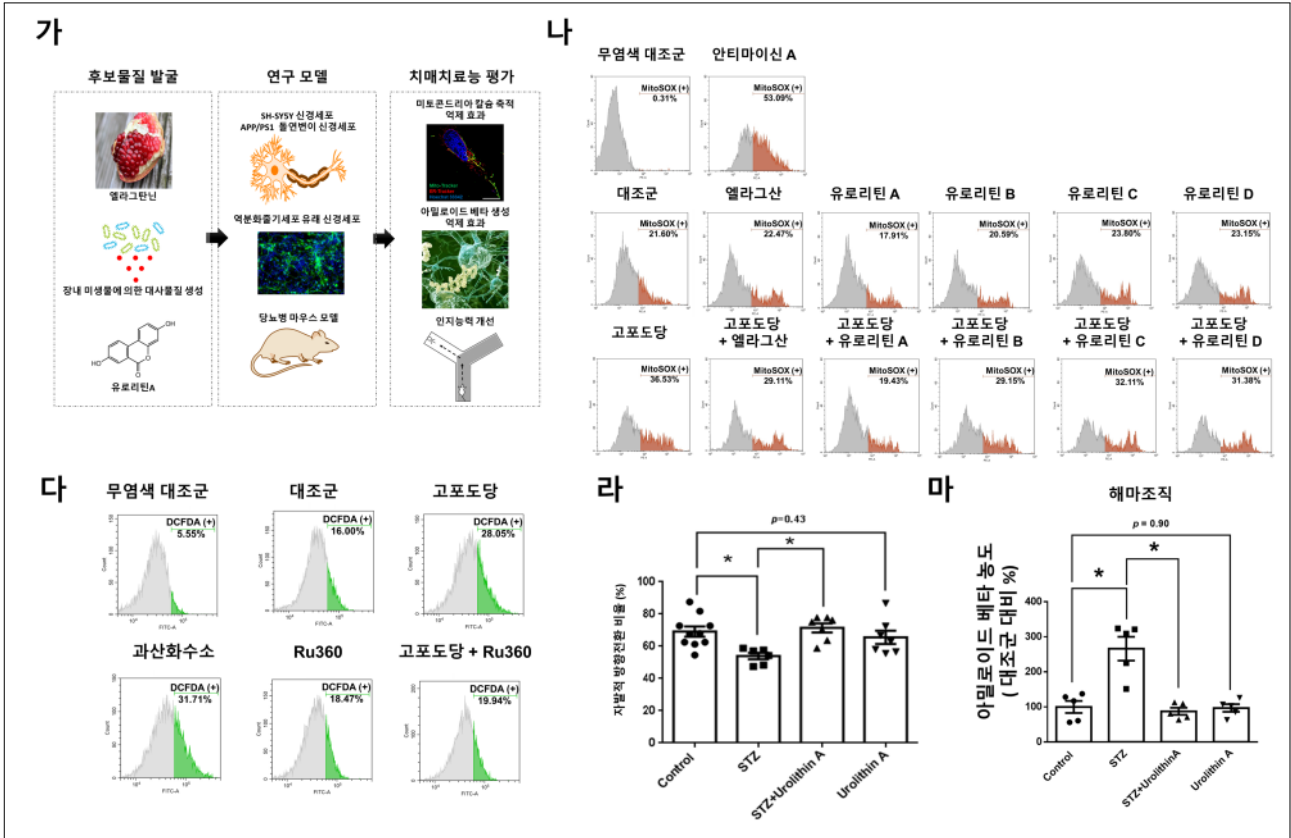 가
후보물질 발굴
연구 모델
치매치료능 평가
엘라그탄닌
장내 미생물에 의한 대사물질 생성
OH
HO
O
O
유로리틴A
SH-SY5Y 신경세포
APP/PS1 돌연변이 신경세포
역분화줄기세포 유래 신경세포
당뇨병 마우스 모델
미토콘드리아 칼슘 축적
억제 효과
아밀로이드 베타 생성
억제 효과
인지능력 개선
나
무염색 대조군
안티마이신 A
MitoSOX (+)
0.31%
MitoSOX (+)
53.09%
대조군
엘라그산
유로리틴 A
유로리틴 B
유로리틴 C
유로리틴 D
MitoSOX (+)
21.60%
MitoSOX (+)
22.47%
MitoSOX (+)
17.91%
MitoSOX (+)
20.59%
MitoSOX (+)
23.80%
MitoSOX (+)
23.15%
고포도당
고포도당
+ 엘라그산
고포도당
+ 유로리틴 A
고포도당
+ 유로리틴 B
고포도당
+ 유로리틴 C
고포도당
+ 유로리틴 D
MitoSOX (+)
36.53%
MitoSOX (+)
29.11%
MitoSOX (+)
19.43%
MitoSOX (+)
29.15%
MitoSOX (+)
32.11%
MitoSOX (+)
31.38%
다
무염색 대조군
대조군
고포도당
DCFDA (+)
5.55%
DCFDA (+)
16.00%
DCFDA (+)
28.05%
Count
FITC-A
FITC-A
FITC-A
과산화수소
Ru360
고포도당 + Ru360
DCFDA (+)
31.71%
DCFDA (+)
18.47%
DCFDA (+)
19.94%
Count
FITC-A
FITC-A
FITC-A
라
p=0.43
*
*
자발적 방향전환 비율 (%)
100
80
60
40
20
0
Control
STZ
STZ+Urolithin A
Urolithin A
마
해마조직
p = 0.90
*
*
아밀로이드 베타 농도
( 대조군 대비 %)
400
300
200
100
0
Control
STZ
STZ+UrolithinA
Urolithin A